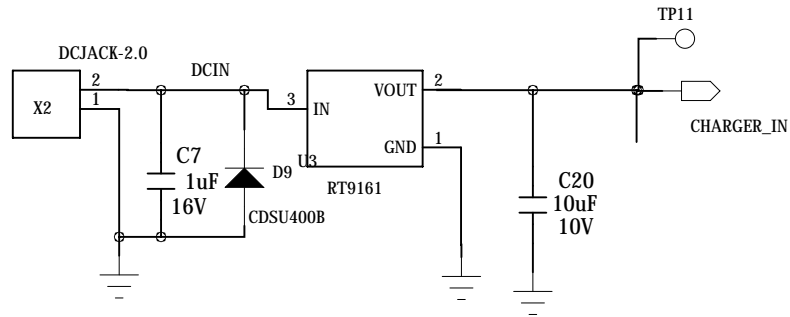 TP11
DCJACK-2.0
DCIN
X2
2
1
3
IN
VOUT
2
GND
1
U3
RT9161
CHARGER_IN
C7
1uF
16V
D9
CDSU400B
C20
10uF
10V